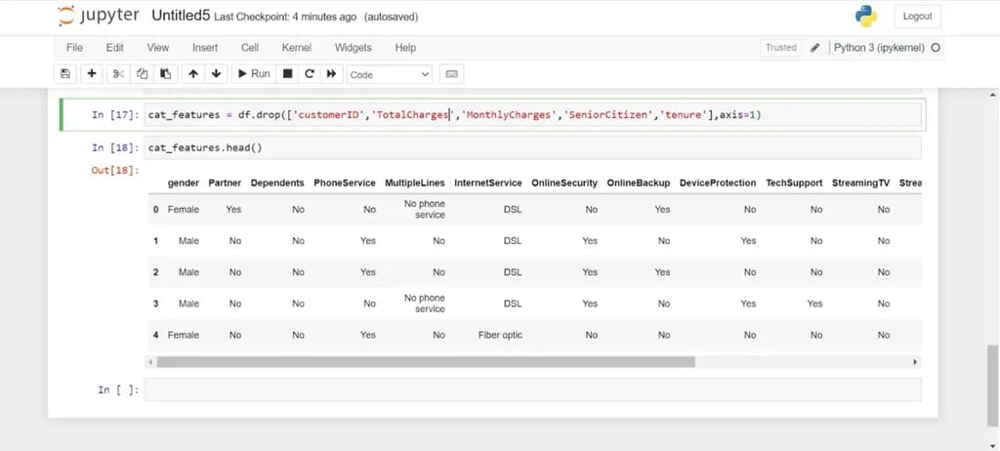 jupyter Untitled5 Last Checkpoint: 4 minutes ago (autosaved)
Logout
File Edit View Insert Cell Kernel Widgets Help
Trusted Python 3 (ipykernel)
Run Code
In [17]: cat_features = df.drop(['customerID','TotalCharges','MonthlyCharges','SeniorCitizen','tenure'],axis=1)
In [18]: cat_features.head()
Out[18]:
gender Partner Dependents PhoneService MultipleLines InternetService OnlineSecurity OnlineBackup DeviceProtection TechSupport StreamingTV Strea
0 Female Yes No No No phone service DSL No Yes No No No
1 Male No No Yes No DSL Yes No Yes No No
2 Male No No Yes No DSL Yes Yes No No No
3 Male No No No No phone service DSL Yes No Yes Yes No
4 Female No No Yes No Fiber optic No No No No No
In [ ]: